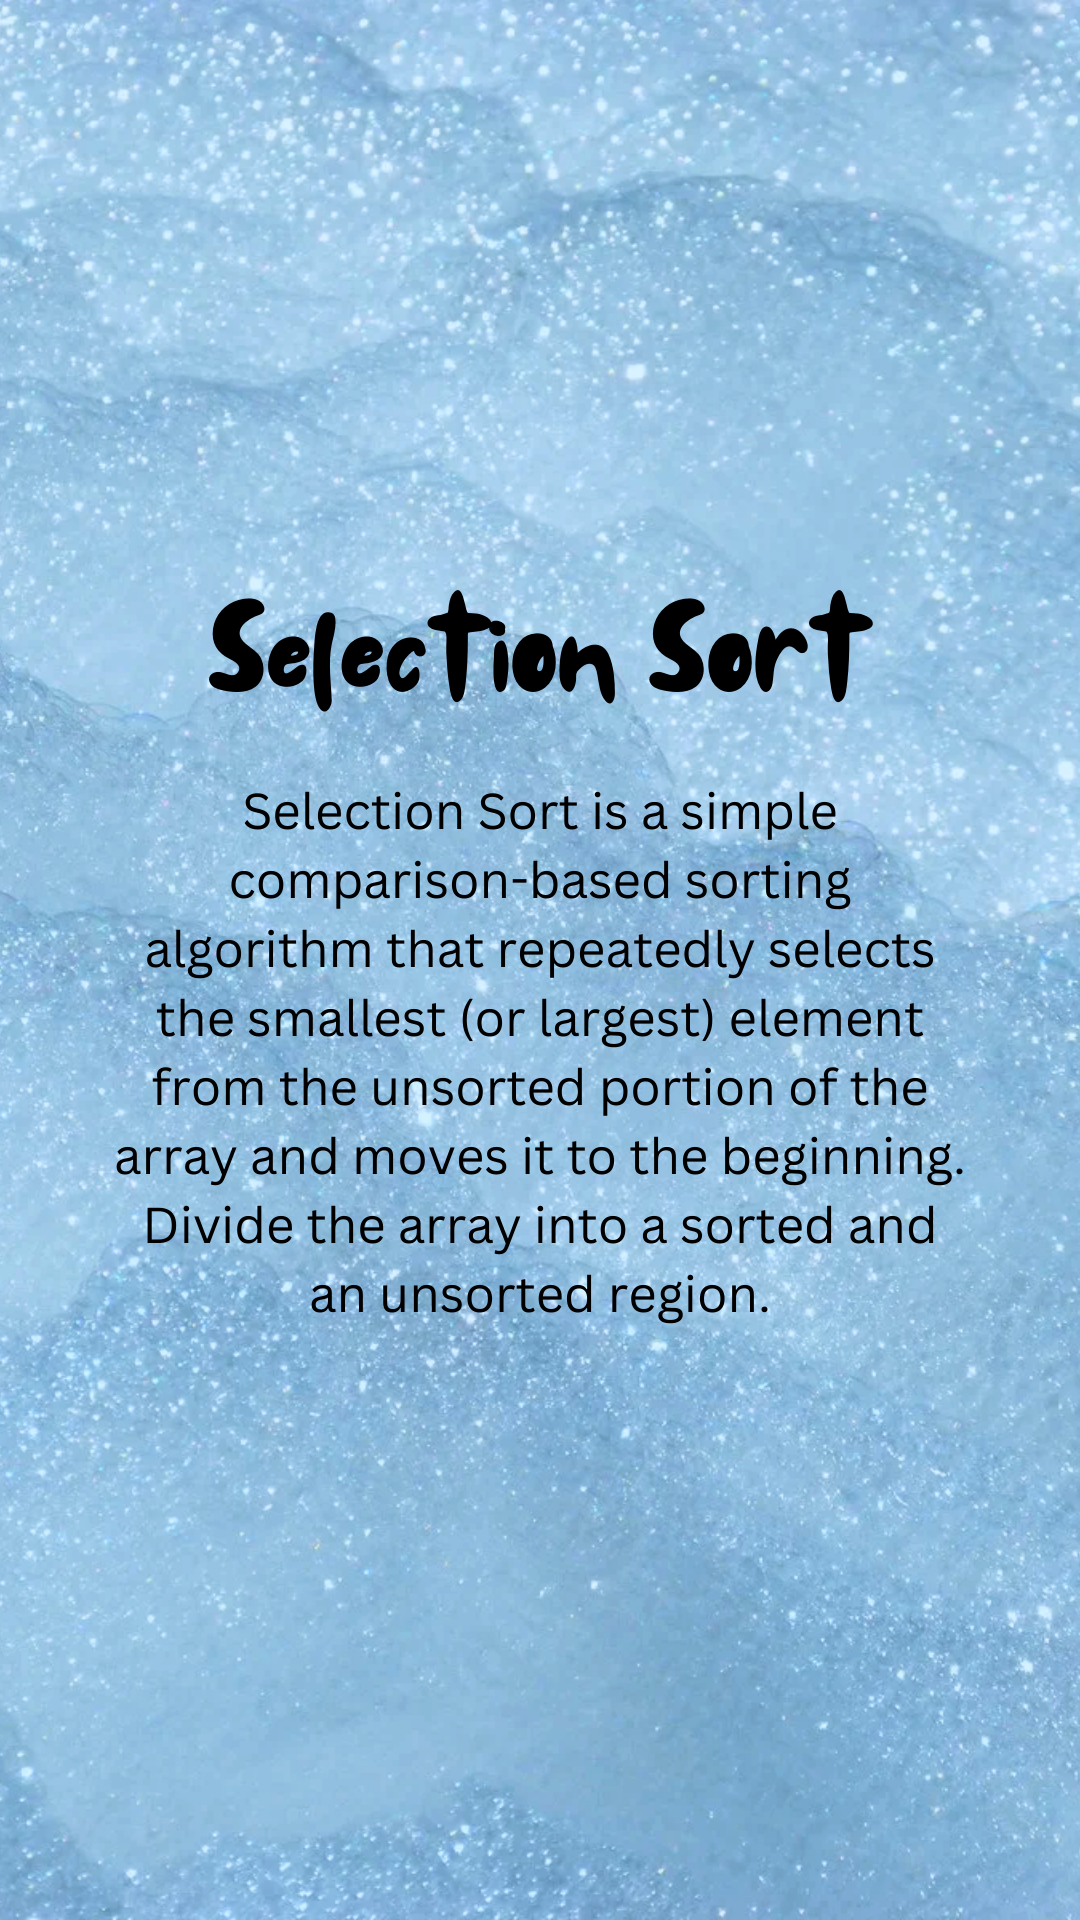 Selection Sort
Selection Sort is a simple
comparison-based sorting
algorithm that repeatedly selects
the smallest (or largest) element
from the unsorted portion of the
array and moves it to the beginning.
Divide the array into a sorted and
an unsorted region.